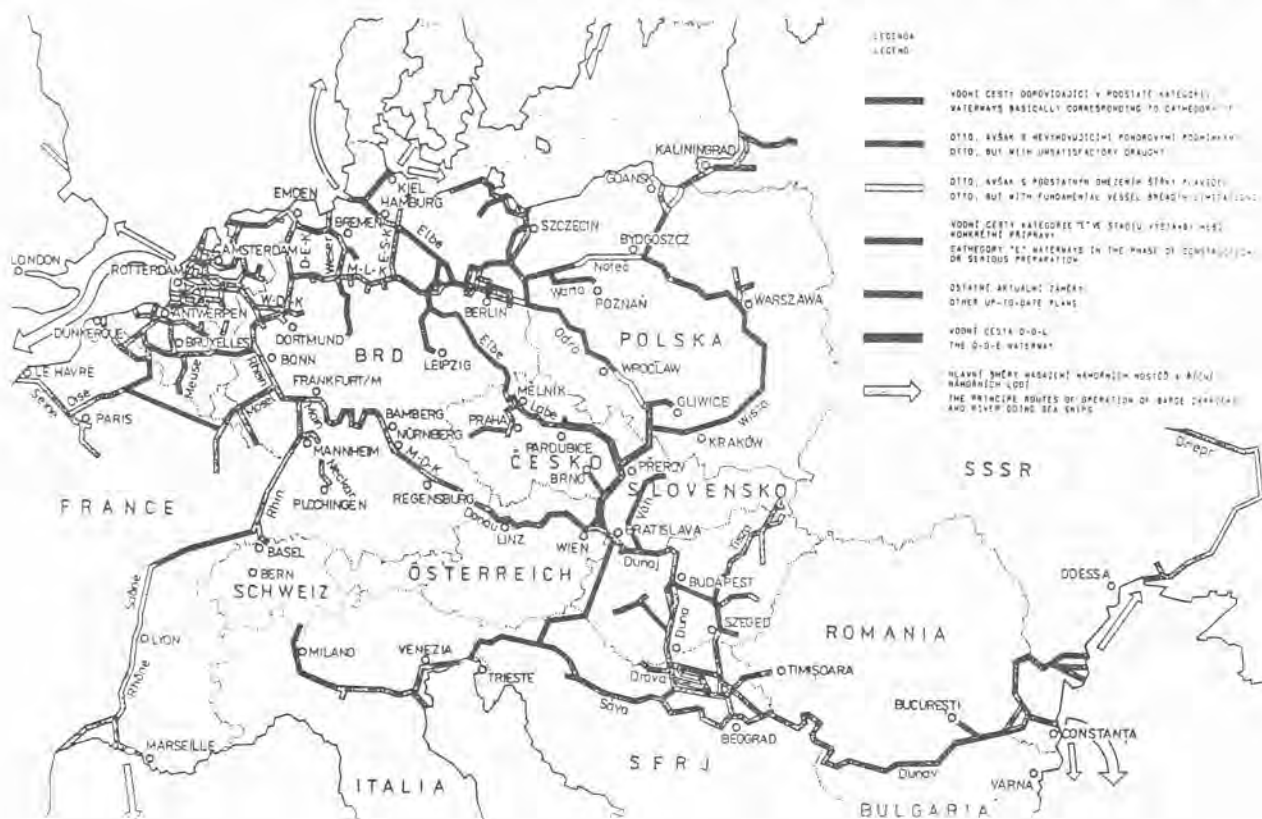 LEGENDA
LEGEND
VODNÍ CESTY ODPOVÍDAJÍCÍ V PODSTATĚ KATEGORII
WATERWAYS BASICALLY CORRESPONDING TO CATHEGORY
DTTO, AVŠAK S NEVYHOVUJÍCÍMI PONOROVÝMI PODMÍNKAMI
DTTO, BUT WITH UNSATISFACTORY DRAUGHT
DTTO, AVŠAK S PODSTATNÝM OMEZENÍM ŠÍŘKY PLAVIDEL
DTTO, BUT WITH FUNDAMENTAL VESSEL BREADTH LIMITATIONS
VODNÍ CESTY KATEGORIE "E" VE STADIU VÝSTAVBY NEBO
KONKRÉTNÍ PŘÍPRAVY
CATHEGORY "E" WATERWAYS IN THE PHASE OF CONSTRUCTION
OR SERIOUS PREPARATION
OSTATNÍ AKTUÁLNÍ ZÁMĚRY
OTHER UP-TO-DATE PLANS
VODNÍ CESTA D-O-L
THE D-O-E WATERWAY
HLAVNÍ SMĚRY NASAZENÍ NÁMOŘNÍCH NOSIČŮ A ŘÍČNĚ
NÁMOŘNÍCH LODÍ
THE PRINCIPE ROUTES OF OPERATION OF BARGE CARRIERS
AND RIVER GOING SEA SHIPS
KALININGRAD
GDAŃSK
KIEL
HAMBURG
EMDEN
BREMEN
SZCZECIN
Elbe
BYDGOSZCZ
AMSTERDAM
D-E-K
Weser
E-S-K
LONDON
ROTTERDAM
M-L-K
Noteć
Warta
POZNAŃ
WARSZAWA
W-D-K
BERLIN
ANTWERPEN
DUNKERQUE
BRUXELLES
DORTMUND
BRD
Elbe
Odra
POLSKA
LEIPZIG
BONN
Meuse
Rhein
WROCŁAW
LE HAVRE
Seine
Oise
FRANKFURT/M
MĚLNÍK
GLIWICE
Wisła
PARIS
Mosel
Main
BAMBERG
PRAHA
Labe
NÜRNBERG
PARDUBICE
KRAKÓW
MANNHEIM
M-D-K
ČESKO
PŘEROV
SSSR
Dniepr
Neckar
BRNO
PLOCHINGEN
REGENSBURG
SLOVENSKO
FRANCE
Rhin
Donau
LINZ
WIEN
Váh
BRATISLAVA
Tisza
BASEL
Dunaj
BERN
ÖSTERREICH
BUDAPEST
SCHWEIZ
ODESSA
Saône
Duna
SZEGED
ROMANIA
LYON
MILANO
VENEZIA
TRIESTE
Drava
TIMIŞOARA
Rhône
Sáva
BUCUREŞTI
BEOGRAD
CONSTANŢA
MARSEILLE
SFRJ
ITALIA
Dunav
VARNA
BULGARIA